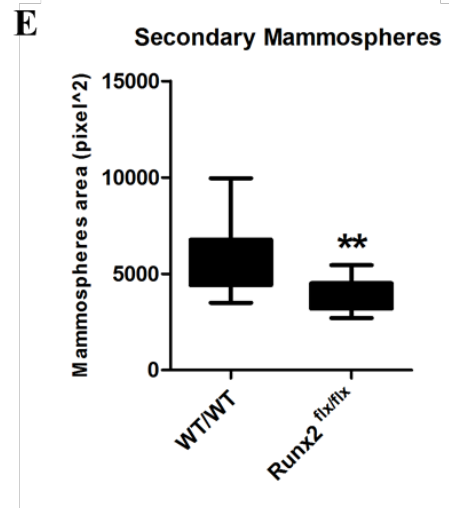 E
Secondary Mammospheres
Mammospheres area (pixel^2)
15000
10000
5000
0
**
WT/WT
Runx2 flx/flx